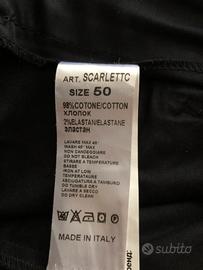 ART. SCARLETTC
SIZE 50
98%COTONE/COTTON
ХЛОПОК
2%ELASTAN/ELASTANE
эластан
LAVARE MAX 40°
WASH 40° MAX
NON CANDEGGIARE
DO NOT BLEACH
STIRARE A TEMPERATURA
BASSE
IRON AT LOW
TEMPERATURE
ASCIUGATURA A TAMBURO
DO DRY
LAVARE A SECCO
DO DRY CLEAN
MADE IN ITALY
subito